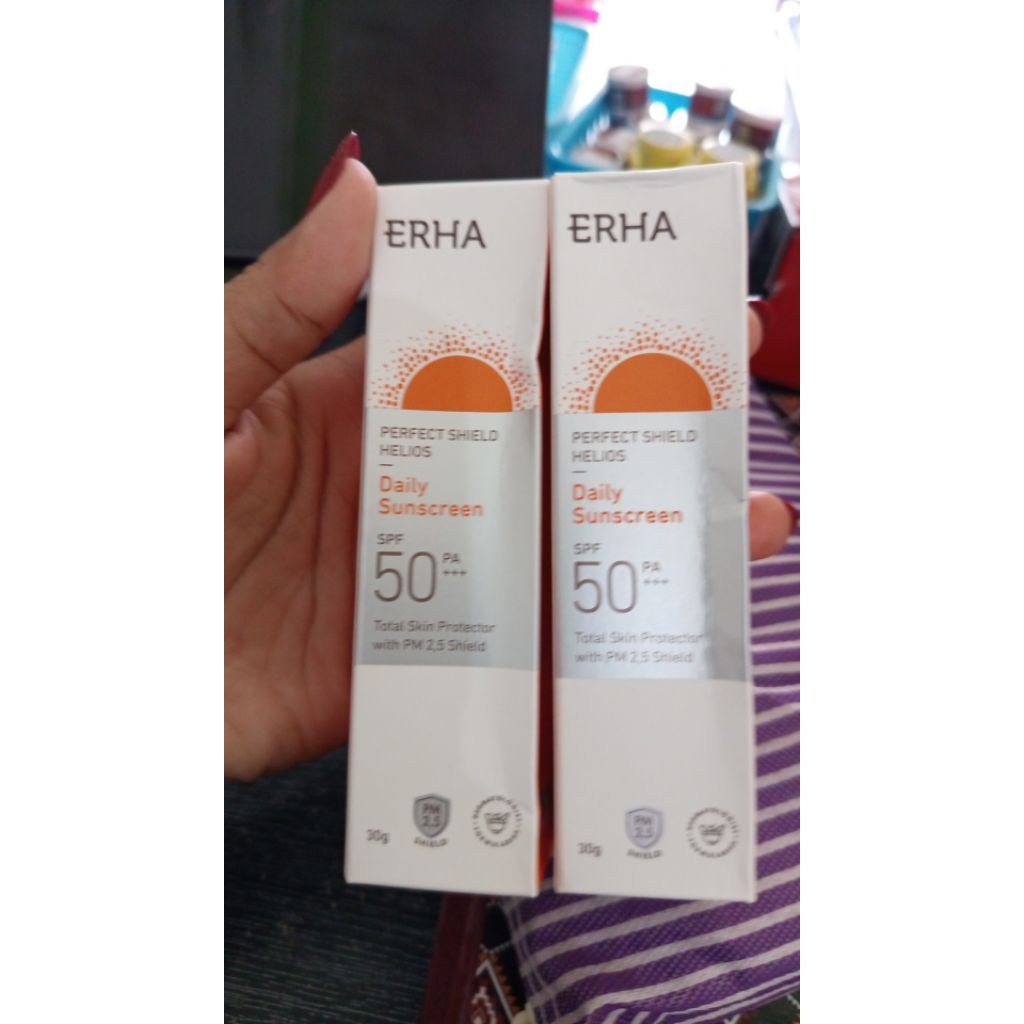 ERHA
PERFECT SHIELD
HELIOS
Daily
Sunscreen
SPF
50 PA
+++
Total Skin Protector
with PM 2,5 Shield
30g
PM
2,5
SHIELD
ERHA
PERFECT SHIELD
HELIOS
Daily
Sunscreen
SPF
50 PA
+++
Total Skin Protector
with PM 2,5 Shield
30g
PM
2,5
SHIELD